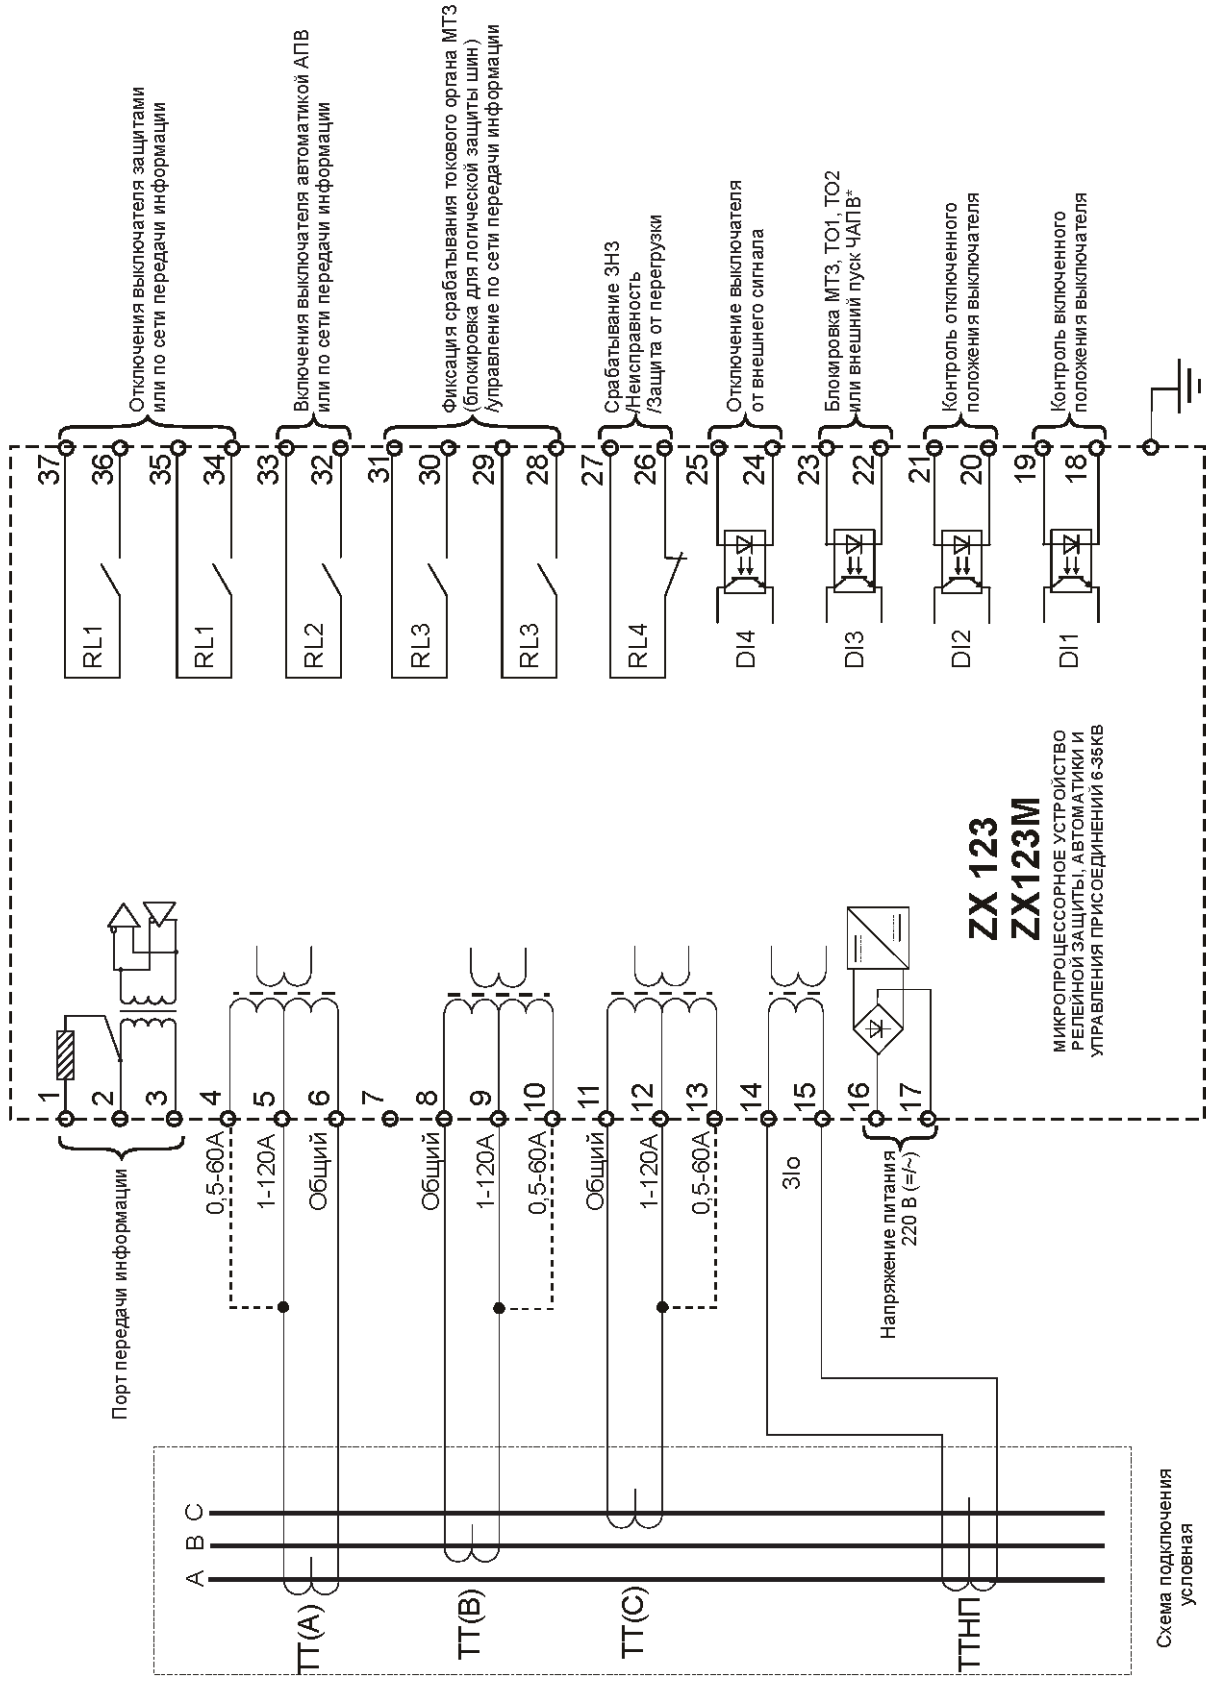 Порт передачи информации
1
2
3
4
5
6
7
8
9
10
11
12
13
14
15
16
17
0,5-60А
1-120А
Общий
Общий
1-120А
0,5-60А
Общий
1-120А
0,5-60А
3Io
Напряжение питания
220 В (=/~)
A
B
C
ТТ(А)
ТТ(В)
ТТ(С)
ТТНП
Схема подключения
условная
ZX 123
ZX123M
МИКРОПРОЦЕССОРНОЕ УСТРОЙСТВО
РЕЛЕЙНОЙ ЗАЩИТЫ, АВТОМАТИКИ И
УПРАВЛЕНИЯ ПРИСОЕДИНЕНИЙ 6-35КВ
RL1
RL1
RL2
RL3
RL3
RL4
DI4
DI3
DI2
DI1
37
36
35
34
33
32
31
30
29
28
27
26
25
24
23
22
21
20
19
18
Отключения выключателя защитами
или по сети передачи информации
Включения выключателя автоматикой АПВ
или по сети передачи информации
Фиксация срабатывания токового органа МТЗ
(блокировка для логической защиты шин)
/управление по сети передачи информации
Срабатывание ЗНЗ
/Неисправность
/Защита от перегрузки
Отключение выключателя
от внешнего сигнала
Блокировка МТЗ, ТО1, ТО2
или внешний пуск ЧАПВ*
Контроль отключенного
положения выключателя
Контроль включенного
положения выключателя